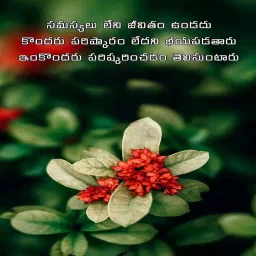 సమస్యలు లేని జీవితం ఉండదు
కొందరు పరిష్కారం లేదని భయపడతారు
ఇంకొందరు పరిష్కరించడం తెలిసుంటారు